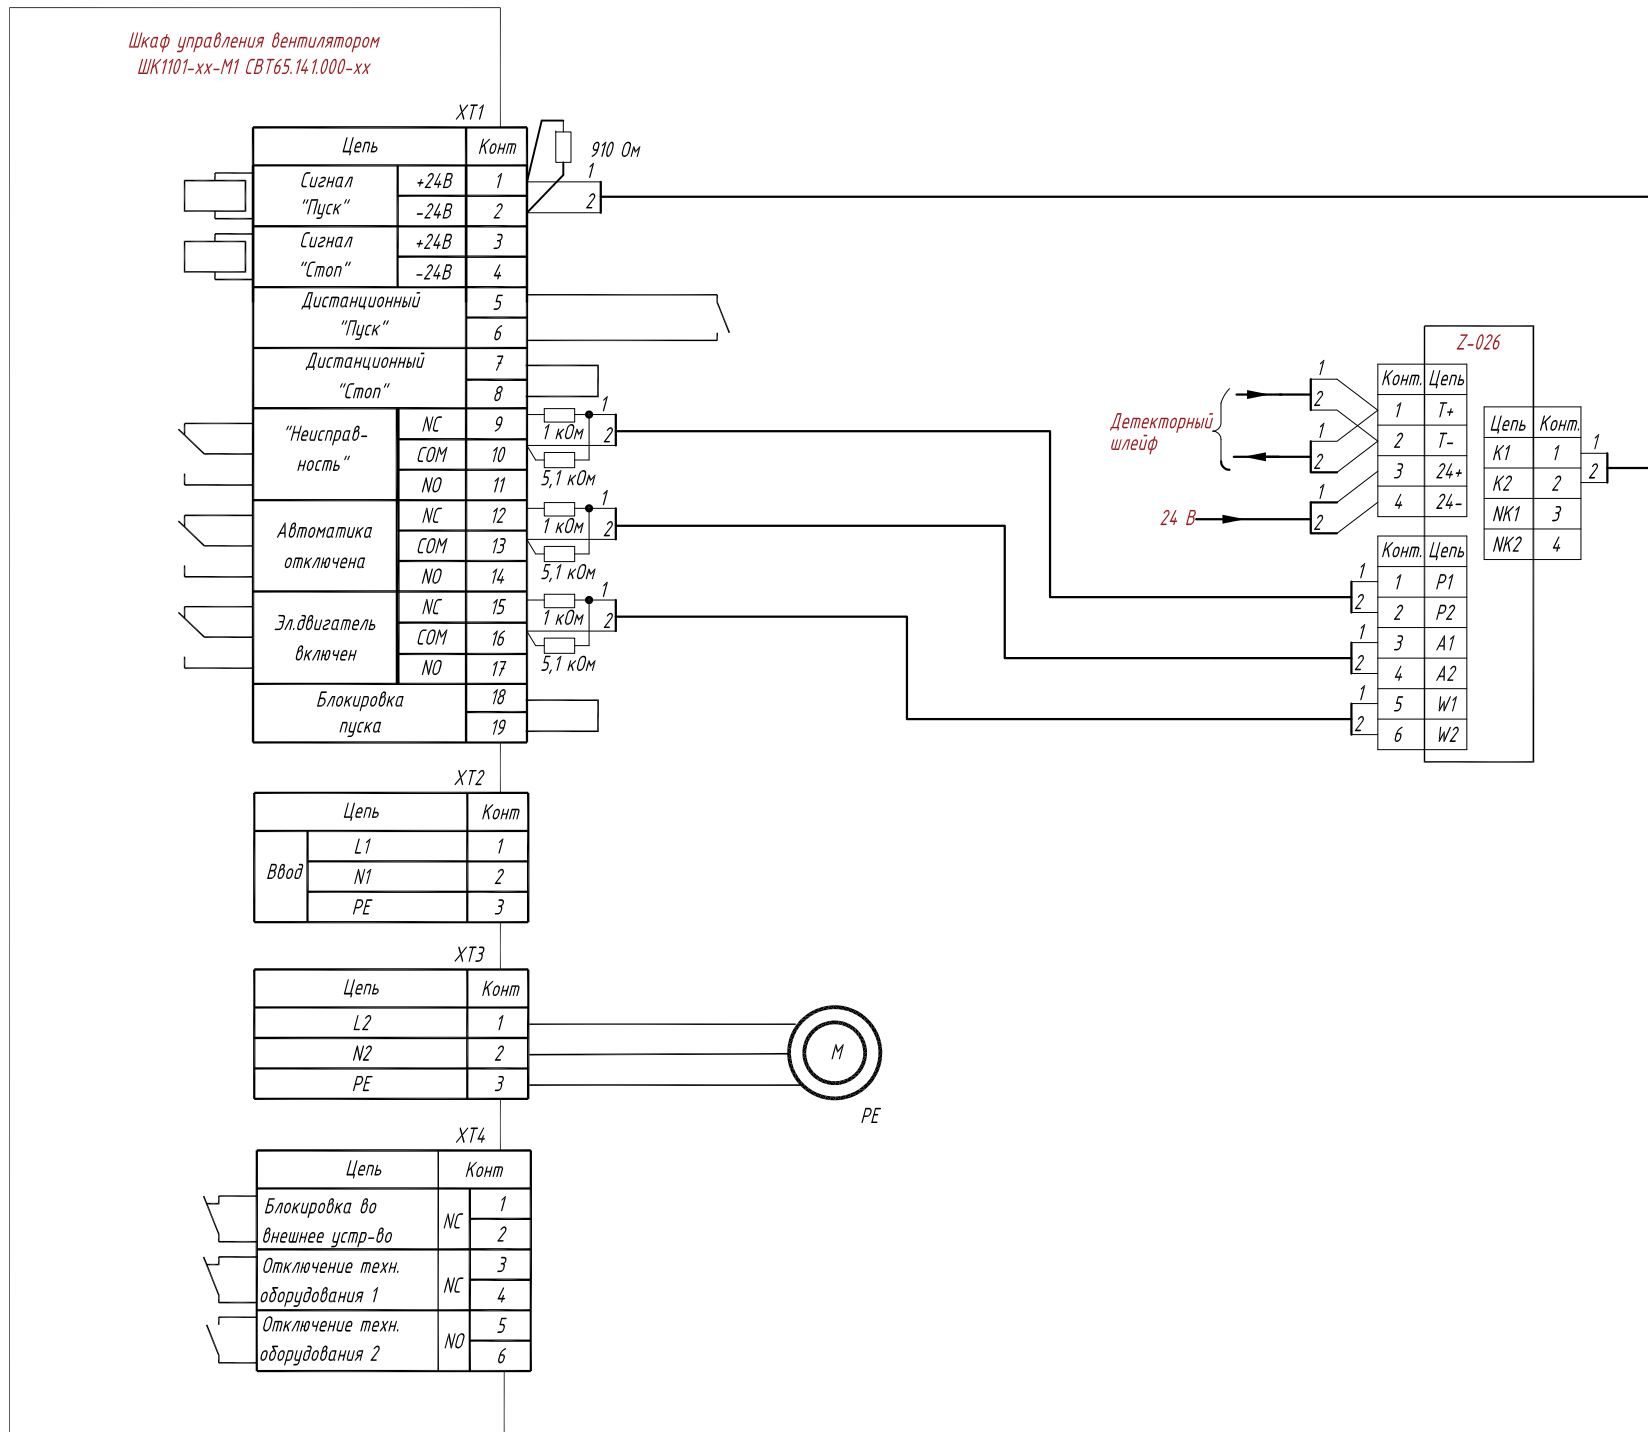 Шкаф управления вентилятором
ШК1101-хх-М1 СВТ65.141.000-хх
XT1
Цепь Конт
Сигнал "Пуск" +24В 1
-24В 2
Сигнал "Стоп" +24В 3
-24В 4
Дистанционный "Пуск" 5
6
Дистанционный "Стоп" 7
8
"Неисправ-
ность"
NC 9
COM 10
NO 11
Автоматика
отключена
NC 12
COM 13
NO 14
Эл.двигатель
включен
NC 15
COM 16
NO 17
Блокировка
пуска
18
19
910 Ом
1
2
1
1 кОм 2
5,1 кОм
1
1 кОм 2
5,1 кОм
1
1 кОм 2
5,1 кОм
XT2
Цепь Конт
Ввод
L1 1
N1 2
PE 3
XT3
Цепь Конт
L2 1
N2 2
PE 3
M
PE
XT4
Цепь Конт
Блокировка во
внешнее устр-во
NC
1
2
Отключение техн.
оборудования 1
NC
3
4
Отключение техн.
оборудования 2
NO
5
6
Z-026
Детекторный
шлейф
24 В
1
2
1
2
1
2
Конт. Цепь
1 T+
2 T-
3 24+
4 24-
Цепь Конт.
K1 1
K2 2
NK1 3
NK2 4
1
2
Конт. Цепь
1 P1
2 P2
3 A1
4 A2
5 W1
6 W2
1
2
1
2
1
2